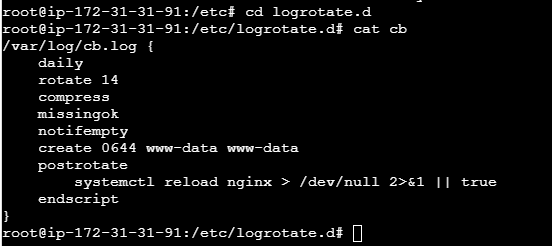 root@ip-172-31-31-91:/etc# cd logrotate.d
root@ip-172-31-31-91:/etc/logrotate.d# cat cb
/var/log/cb.log {
    daily
    rotate 14
    compress
    missingok
    notifempty
    create 0644 www-data www-data
    postrotate
        systemctl reload nginx > /dev/null 2>&1 || true
    endscript
}
root@ip-172-31-31-91:/etc/logrotate.d#